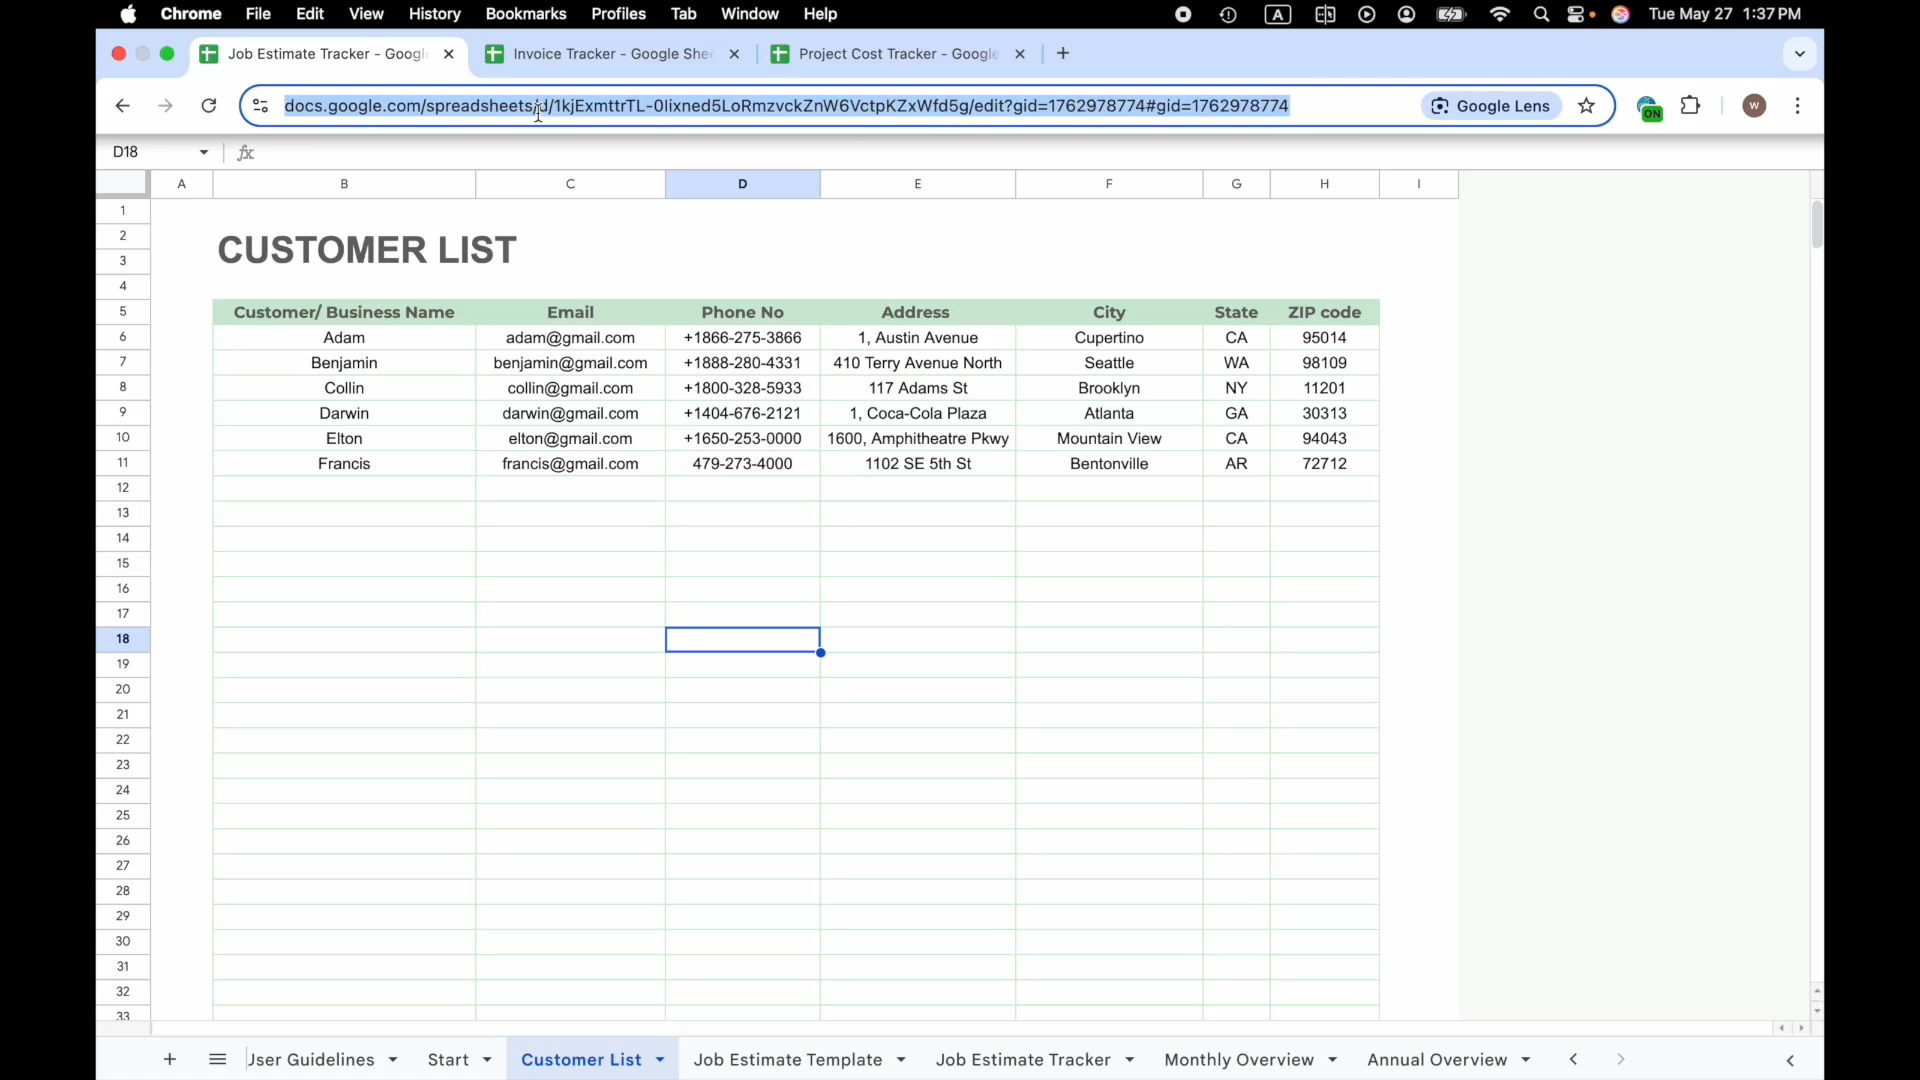 Chrome File Edit View History Bookmarks Profiles Tab Window Help A Tue May 27 1:37 PM
Job Estimate Tracker - Googl Invoice Tracker - Google She Project Cost Tracker - Google
docs.google.com/spreadsheets/d/1kjExmttrTL-0lixned5LoRmzvckZnW6VctpKZxWfd5g/edit?gid=1762978774#gid=1762978774 Google Lens ON W
D18 fx
A B C D E F G H I
1
2 CUSTOMER LIST
3
4
5 Customer/ Business Name Email Phone No Address City State ZIP code
6 Adam adam@gmail.com +1866-275-3866 1, Austin Avenue Cupertino CA 95014
7 Benjamin benjamin@gmail.com +1888-280-4331 410 Terry Avenue North Seattle WA 98109
8 Collin collin@gmail.com +1800-328-5933 117 Adams St Brooklyn NY 11201
9 Darwin darwin@gmail.com +1404-676-2121 1, Coca-Cola Plaza Atlanta GA 30313
10 Elton elton@gmail.com +1650-253-0000 1600, Amphitheatre Pkwy Mountain View CA 94043
11 Francis francis@gmail.com 479-273-4000 1102 SE 5th St Bentonville AR 72712
12
13
14
15
16
17
18
19
20
21
22
23
24
25
26
27
28
29
30
31
32
33
User Guidelines Start Customer List Job Estimate Template Job Estimate Tracker Monthly Overview Annual Overview